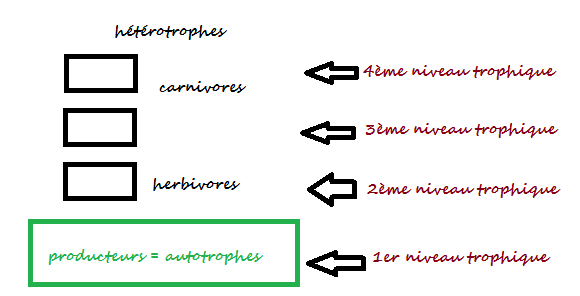 hétérotrophes
4ème niveau trophique
carnivores
3ème niveau trophique
herbivores
2ème niveau trophique
producteurs = autotrophes
1er niveau trophique